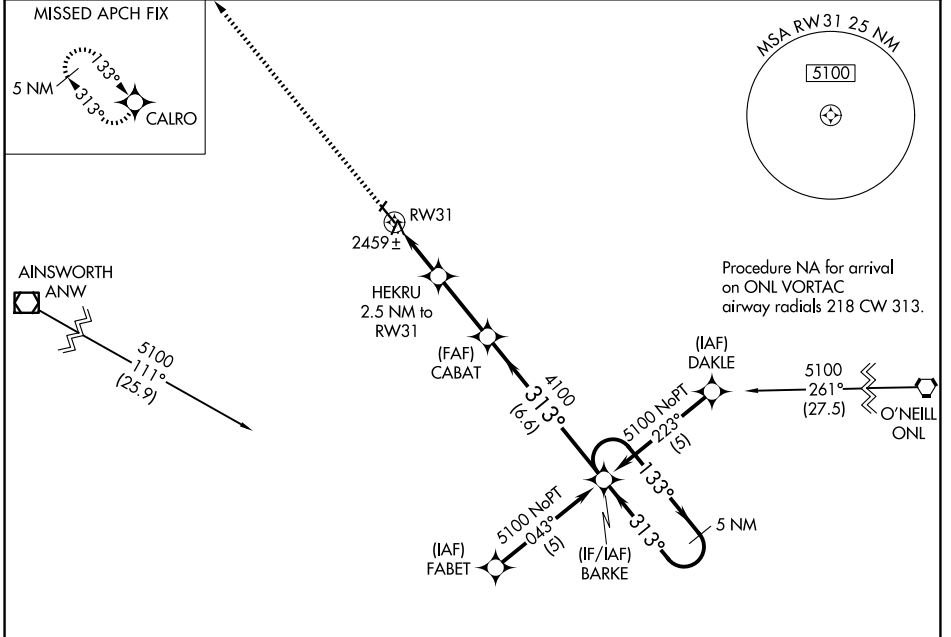 MISSED APCH FIX
5 NM
133°
313°
CALRO
MSA RW31 25 NM
5100
RW31
2459 ±
AINSWORTH
ANW
5100
111°
(25.9)
HEKRU
2.5 NM to
RW31
(FAF)
CABAT
4100
313°
(6.6)
Procedure NA for arrival
on ONL VORTAC
airway radials 218 CW 313.
(IAF)
DAKLE
5100
261°
(27.5)
O'NEILL
ONL
5100 NoPT
223°
(5)
133°
313°
5 NM
5100 NoPT
043°
(5)
(IAF)
FABET
(IF/IAF)
BARKE